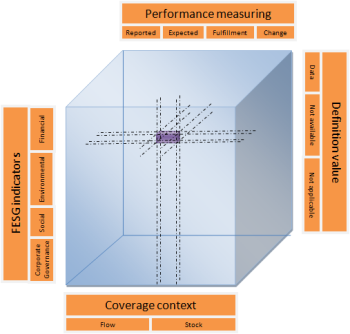 Performance measuring
Reported
Expected
Fulfillment
Change
FESG indicators
Financial
Environmental
Social
Corporate
Governance
Data
Not available
Not applicable
Definition value
Coverage context
Flow
Stock